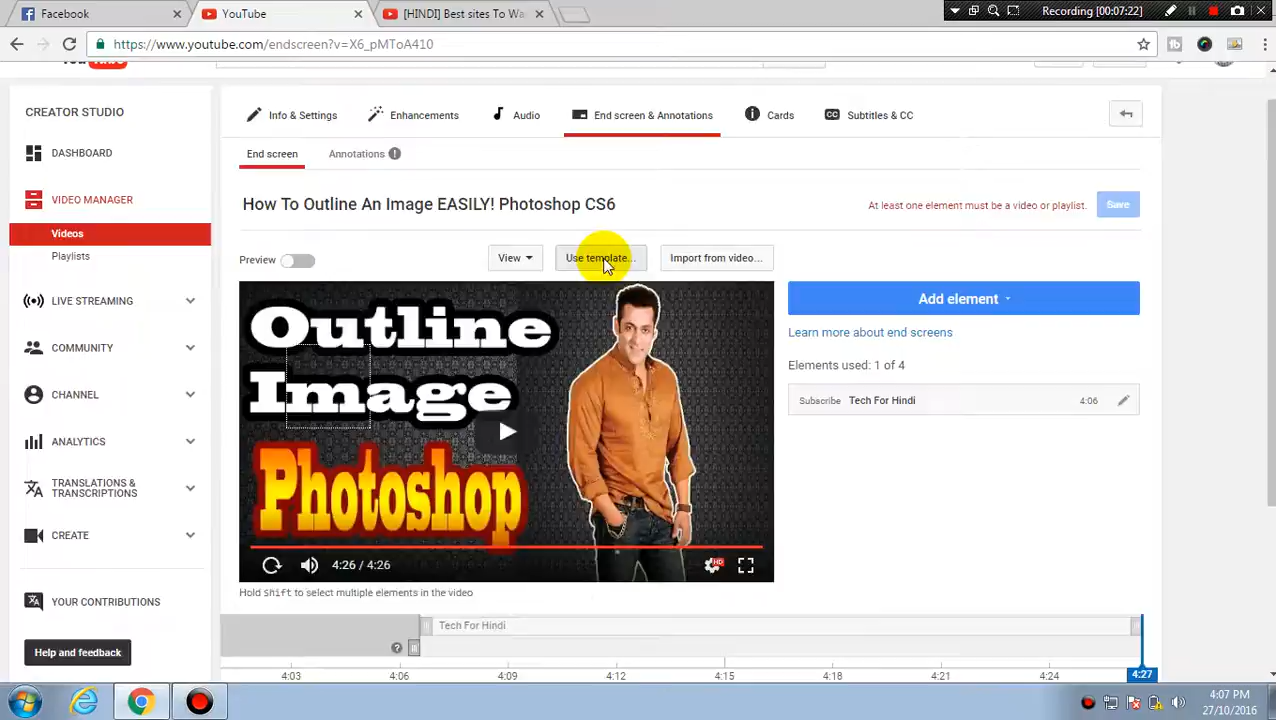 Facebook
YouTube
[HINDI] Best sites To Wa
Recording [00:07:22]
https://www.youtube.com/endscreen?v=X6_pMToA410
CREATOR STUDIO
DASHBOARD
VIDEO MANAGER
Videos
Playlists
LIVE STREAMING
COMMUNITY
CHANNEL
ANALYTICS
TRANSLATIONS &
TRANSCRIPTIONS
CREATE
YOUR CONTRIBUTIONS
Help and feedback
Info & Settings
Enhancements
Audio
End screen & Annotations
Cards
CC Subtitles & CC
End screen
Annotations
How To Outline An Image EASILY! Photoshop CS6
At least one element must be a video or playlist.
Save
Preview
View
Use template...
Import from video...
Outline
Image
Photoshop
4:26 / 4:26
HD
Hold shift to select multiple elements in the video
Add element
Learn more about end screens
Elements used: 1 of 4
Subscribe Tech For Hindi 4:06
Tech For Hindi
4:03 4:06 4:09 4:12 4:15 4:18 4:21 4:24 4:27
4:07 PM
27/10/2016